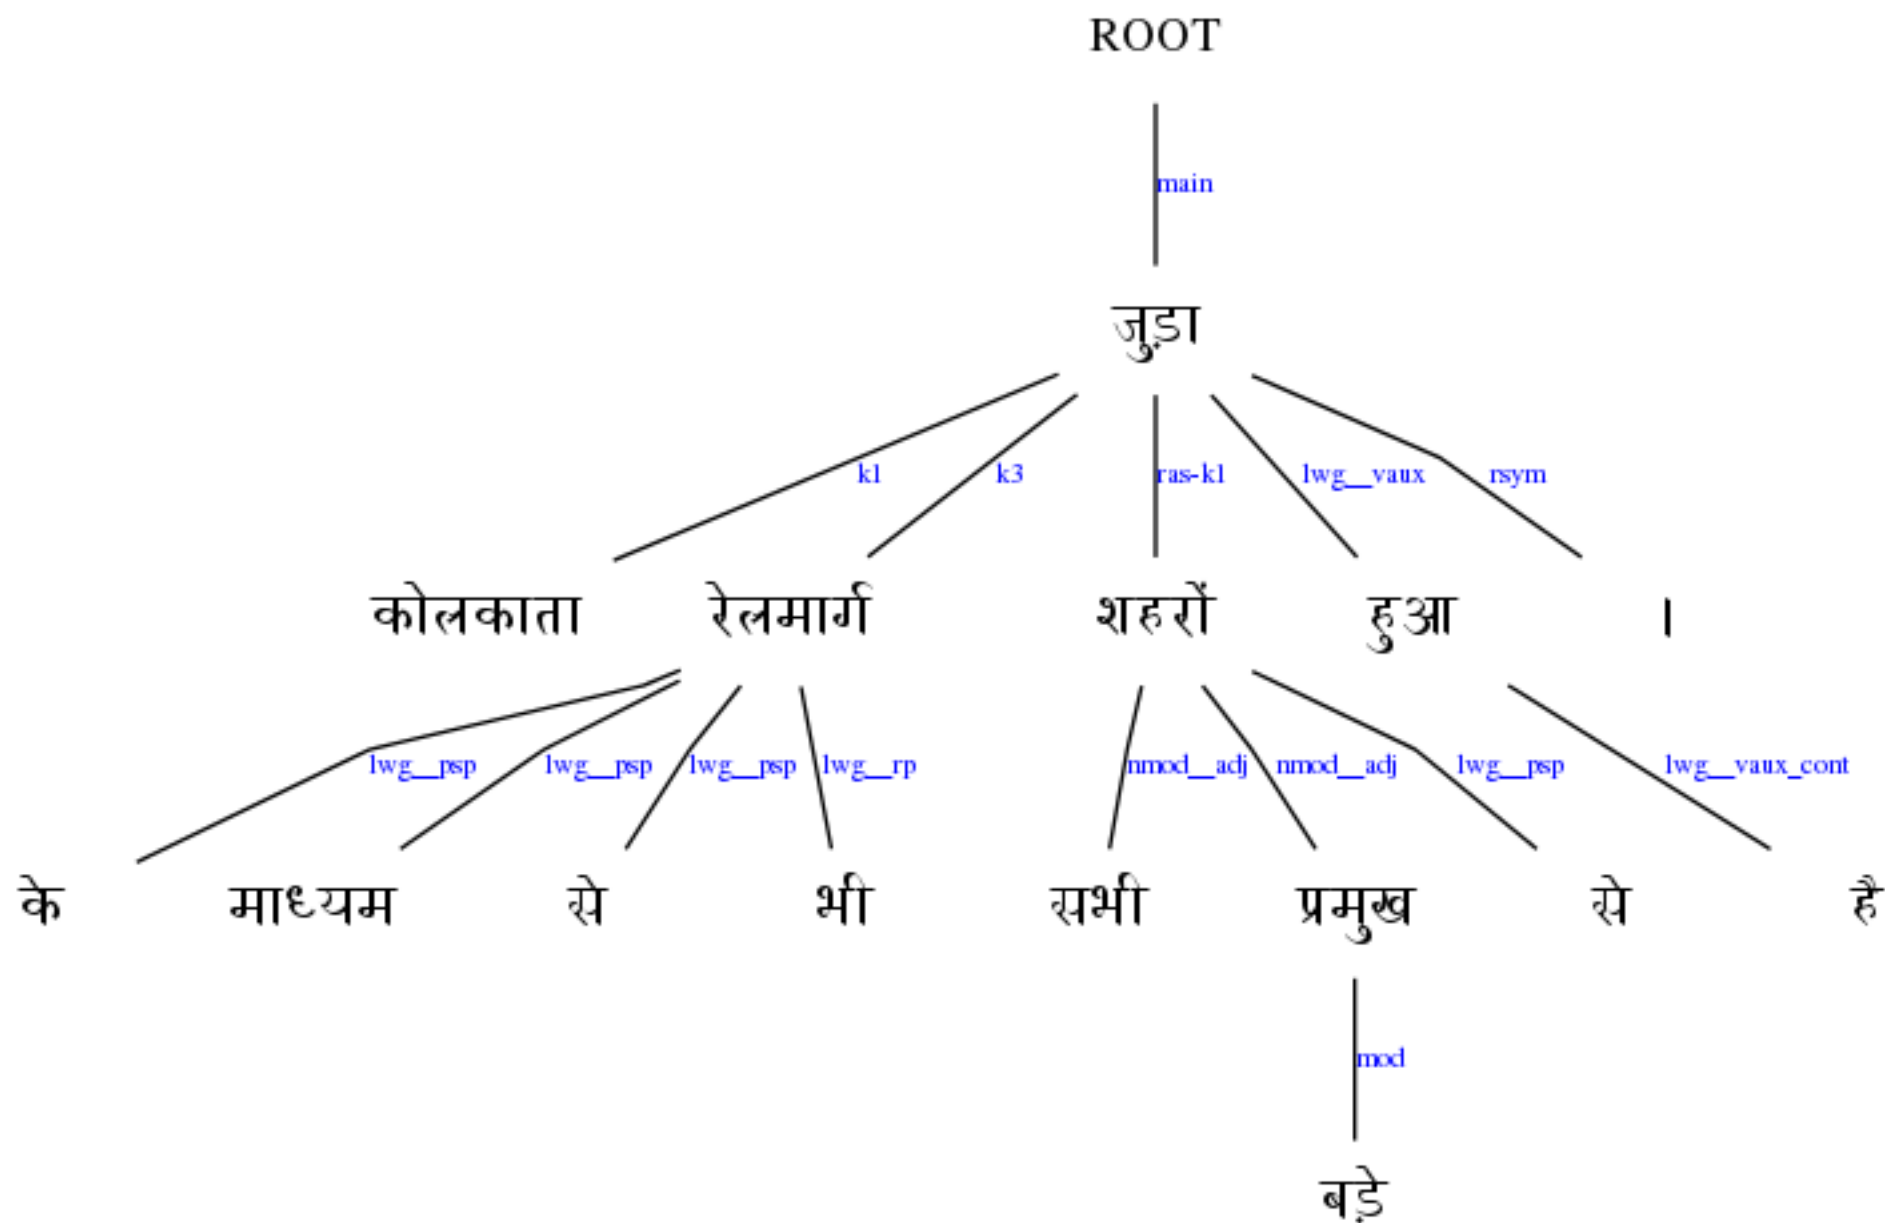 ROOT
main
जुड़ा
k1 k3 ras-k1 lwg__vaux rsym
कोलकाता रेलमार्ग शहरों हुआ ।
lwg__psp lwg__psp lwg__psp lwg__rp nmod__adj nmod__adj lwg__psp lwg__vaux_cont
के माध्यम से भी सभी प्रमुख से है
mod
बड़े